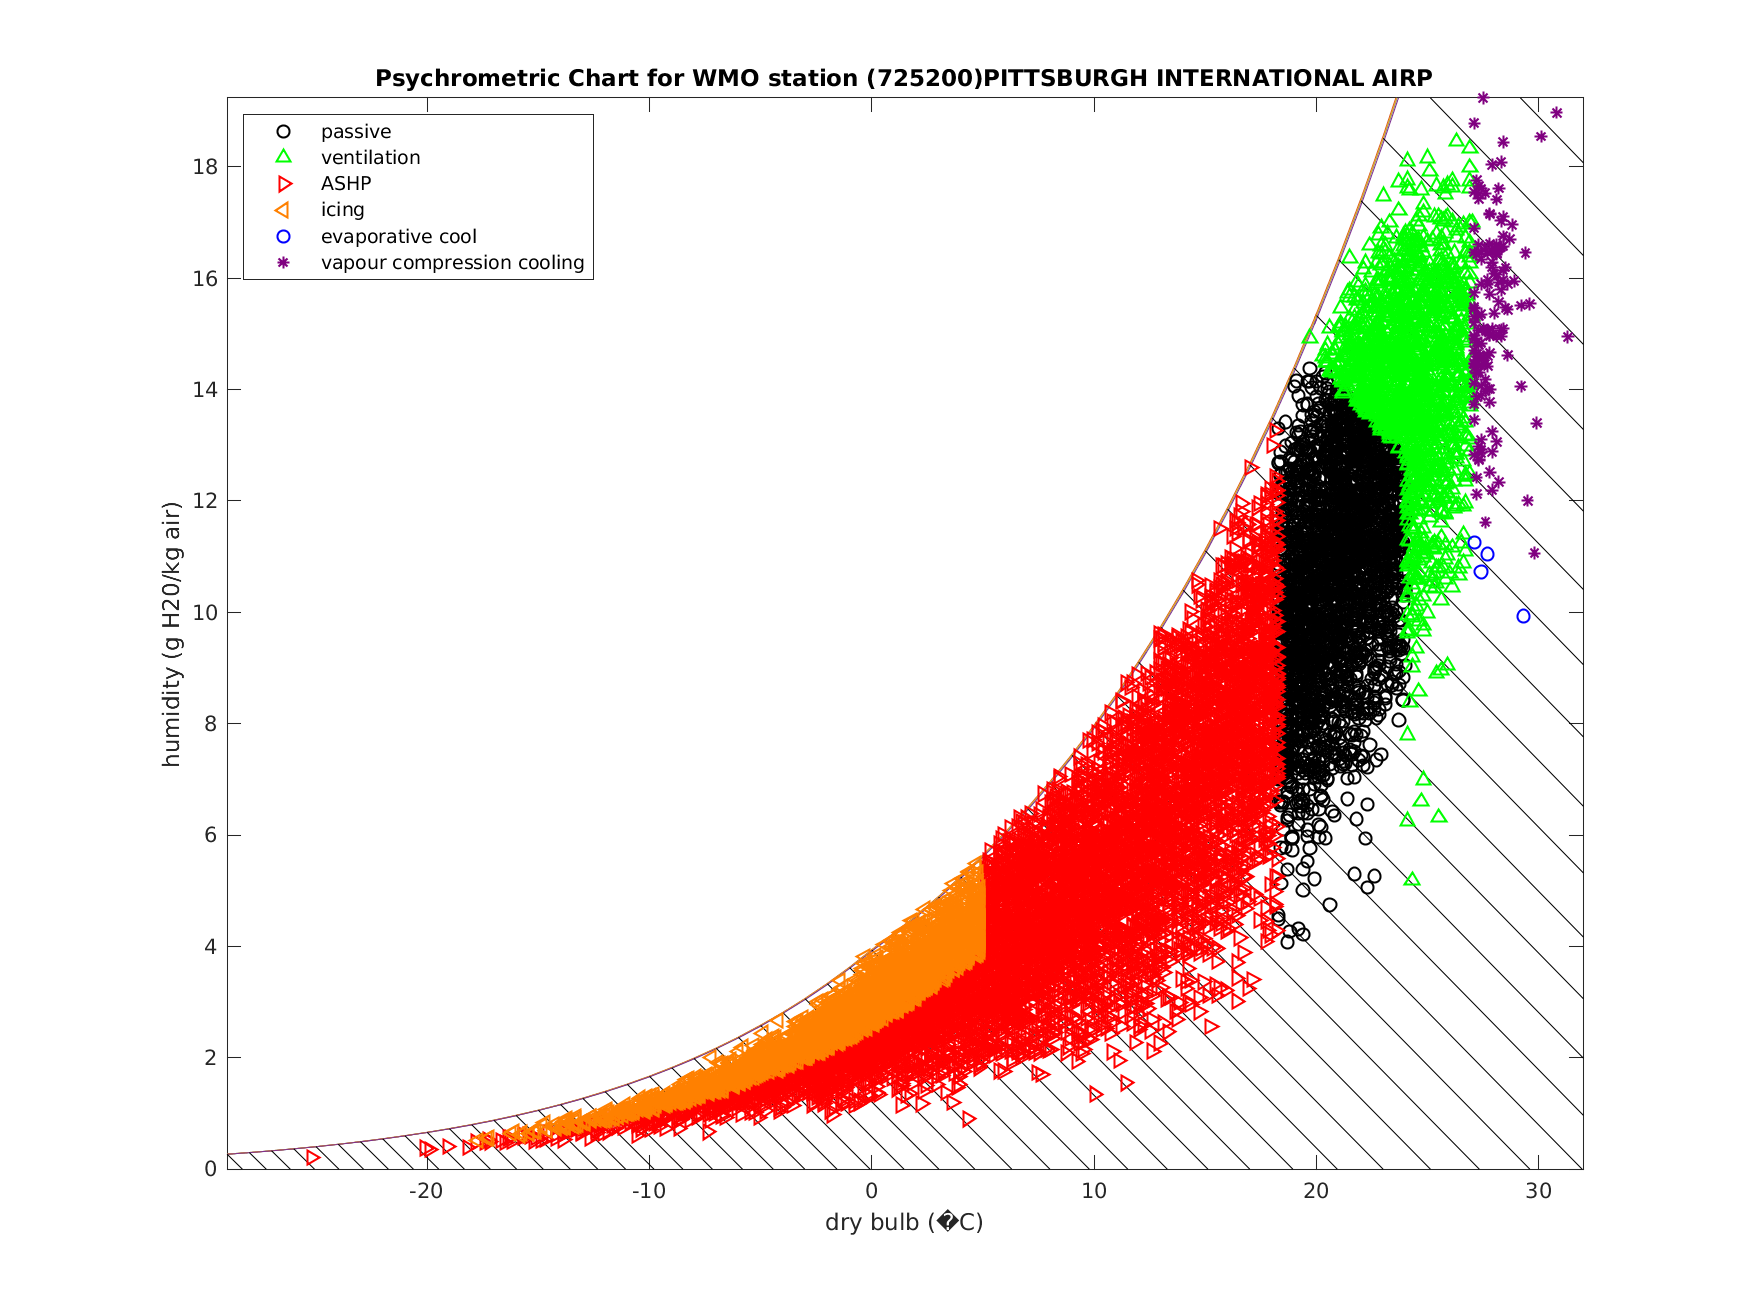 Psychrometric Chart for WMO station (725200)PITTSBURGH INTERNATIONAL AIRP
passive
ventilation
ASHP
icing
evaporative cool
vapour compression cooling
humidity (g H20/kg air)
18
16
14
12
10
8
6
4
2
0
-20 -10 0 10 20 30
dry bulb (�C)